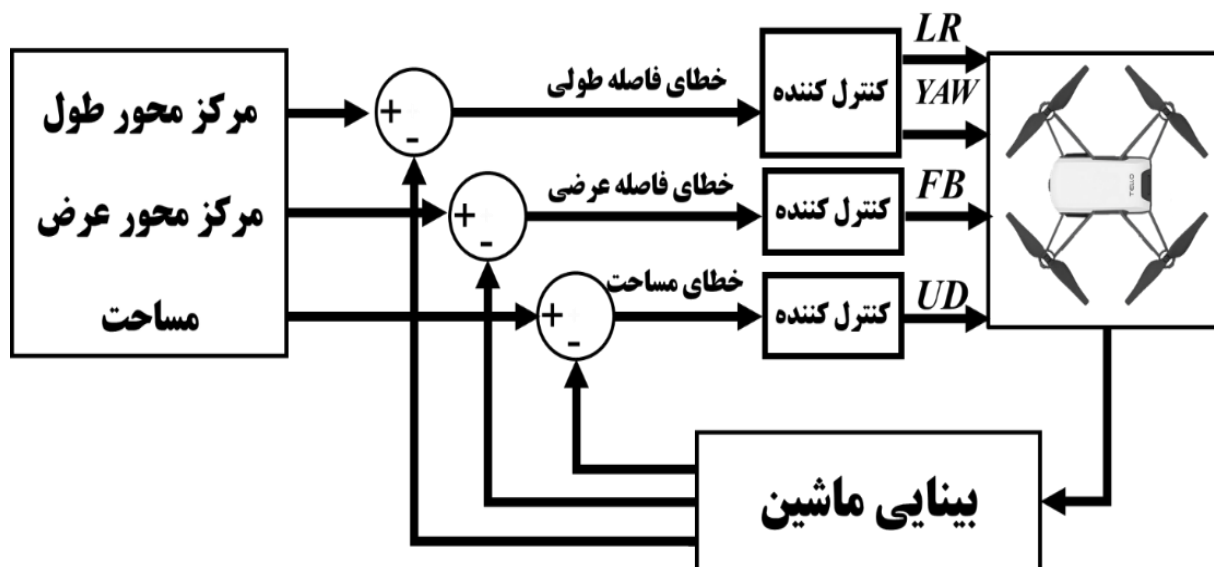 مرکز محور طول
مرکز محور عرض
مساحت
+
-
خطای فاصله طولی
کنترل کننده
LR
YAW
+
-
خطای فاصله عرضی
کنترل کننده
FB
+
-
خطای مساحت
کنترل کننده
UD
TELLO
بینایی ماشین